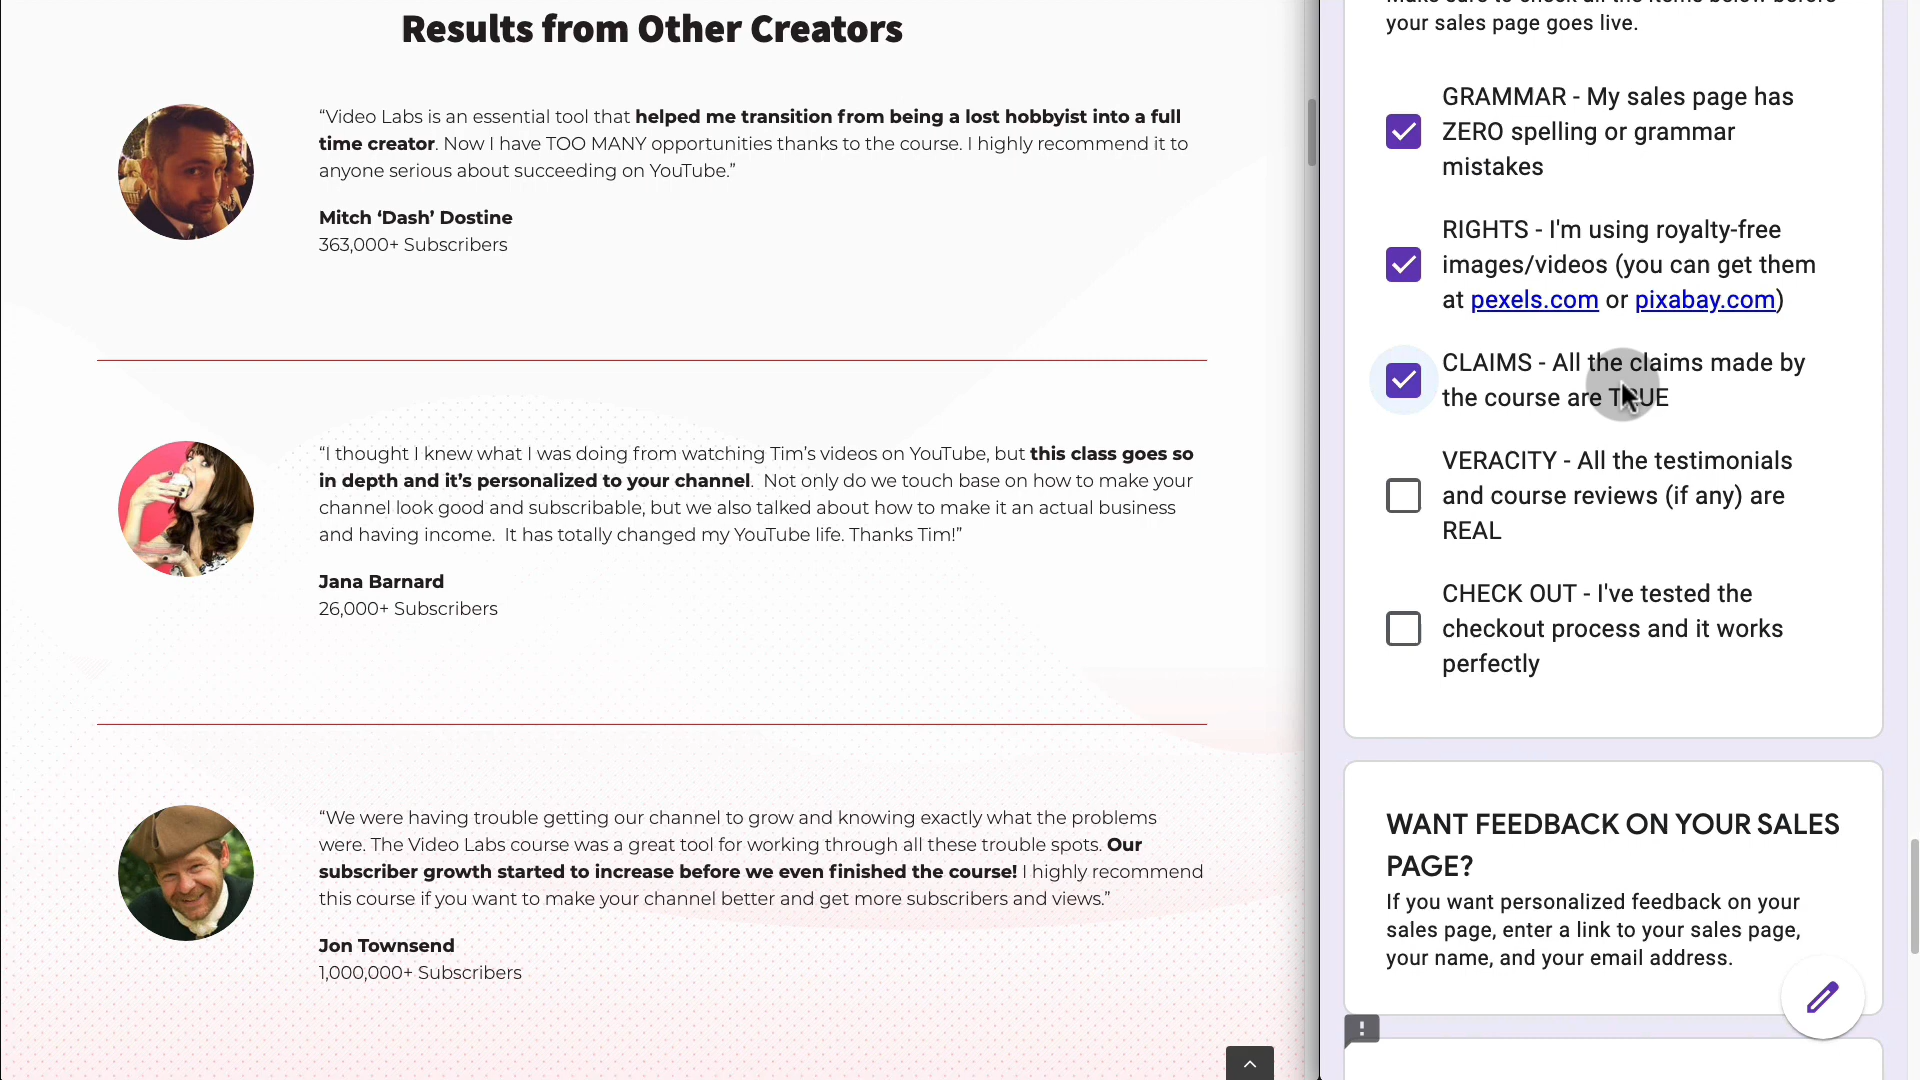 Results from Other Creators
“Video Labs is an essential tool that helped me transition from being a lost hobbyist into a full
time creator. Now I have TOO MANY opportunities thanks to the course. I highly recommend it to
anyone serious about succeeding on YouTube.”
Mitch ‘Dash’ Dostine
363,000+ Subscribers
“I thought I knew what I was doing from watching Tim’s videos on YouTube, but this class goes so
in depth and it’s personalized to your channel.  Not only do we touch base on how to make your
channel look good and subscribable, but we also talked about how to make it an actual business
and having income.  It has totally changed my YouTube life. Thanks Tim!”
Jana Barnard
26,000+ Subscribers
“We were having trouble getting our channel to grow and knowing exactly what the problems
were. The Video Labs course was a great tool for working through all these trouble spots. Our
subscriber growth started to increase before we even finished the course! I highly recommend
this course if you want to make your channel better and get more subscribers and views.”
Jon Townsend
1,000,000+ Subscribers
your sales page goes live.
GRAMMAR - My sales page has
ZERO spelling or grammar
mistakes
RIGHTS - I'm using royalty-free
images/videos (you can get them
at pexels.com or pixabay.com)
CLAIMS - All the claims made by
the course are TRUE
VERACITY - All the testimonials
and course reviews (if any) are
REAL
CHECK OUT - I've tested the
checkout process and it works
perfectly
WANT FEEDBACK ON YOUR SALES
PAGE?
If you want personalized feedback on your
sales page, enter a link to your sales page,
your name, and your email address.